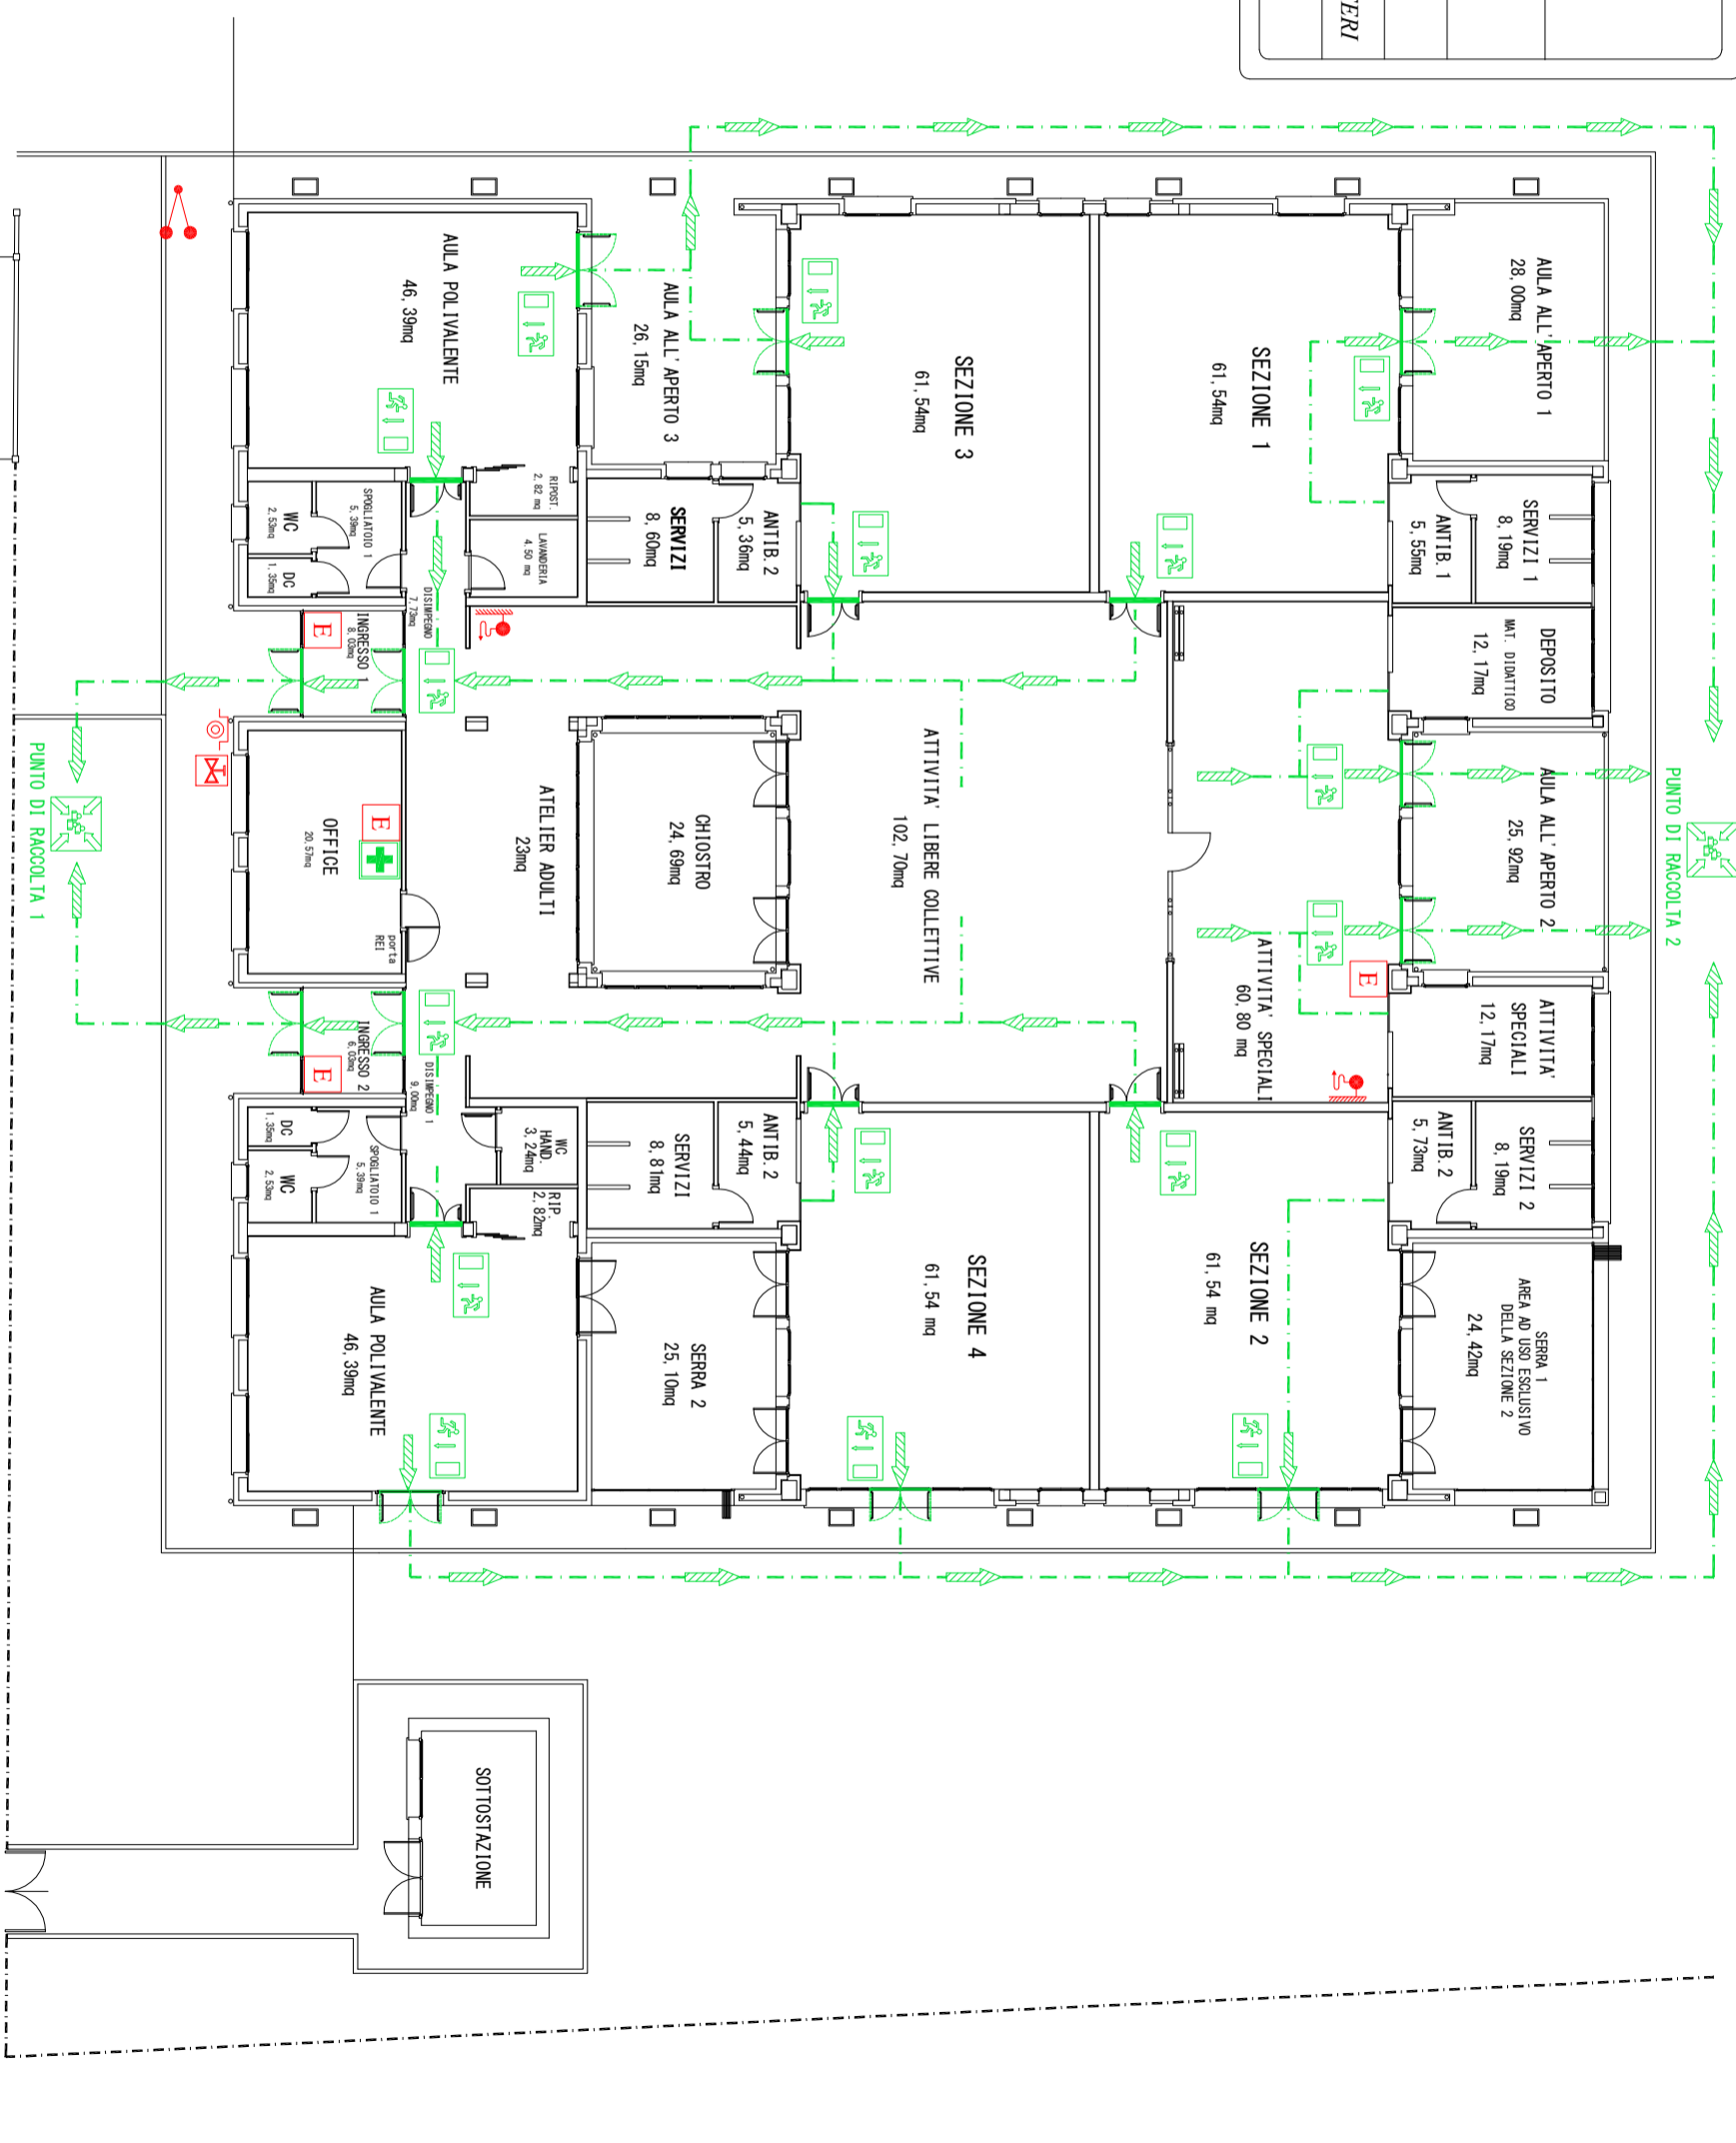 FERI
AULA ALL'APERTO 1
28,00mq
SERVIZI 1
8,19mq
ANTIB.1
5,55mq
DEPOSITO
MAT. DIDATTICO
12,17mq
AULA ALL'APERTO 2
25,92mq
PUNTO DI RACCOLTA 2
ATTIVITA'
SPECIALI
12,17mq
SERVIZI 2
8,19mq
ANTIB.2
5,73mq
SERRA 1
AREA AD USO ESCLUSIVO
DELLA SEZIONE 2
24,42mq
SEZIONE 1
61,54mq
ATTIVITA' SPECIALI
60,80 mq
E
SEZIONE 2
61,54 mq
SEZIONE 3
61,54mq
ATTIVITA' LIBERE COLLETTIVE
102,70mq
SEZIONE 4
61,54 mq
AULA ALL'APERTO 3
26,15mq
ANTIB.2
5,36mq
SERVIZI
8,60mq
CHIOSTRO
24,69mq
ANTIB.2
5,44mq
SERVIZI
8,81mq
SERRA 2
25,10mq
RIPOST.
2,82 mq
LAVANDERIA
4.50 mq
ATELIER ADULTI
23mq
WC
HAND.
3,24mq
RIP.
2,82mq
AULA POLIVALENTE
46,39mq
DISIMPEGNO
7,73mq
SPOGLIATOIO 1
5,39mq
WC
2,53mq
DC
1,35mq
INGRESSO 1
8,03mq
E
OFFICE
20,57mq
E
porta
REI
DISIMPEGNO 1
9,00mq
INGRESSO 2
6,03mq
E
SPOGLIATOIO 1
5,39mq
DC
1,35mq
WC
2,53mq
AULA POLIVALENTE
46,39mq
PUNTO DI RACCOLTA 1
SOTTOSTAZIONE